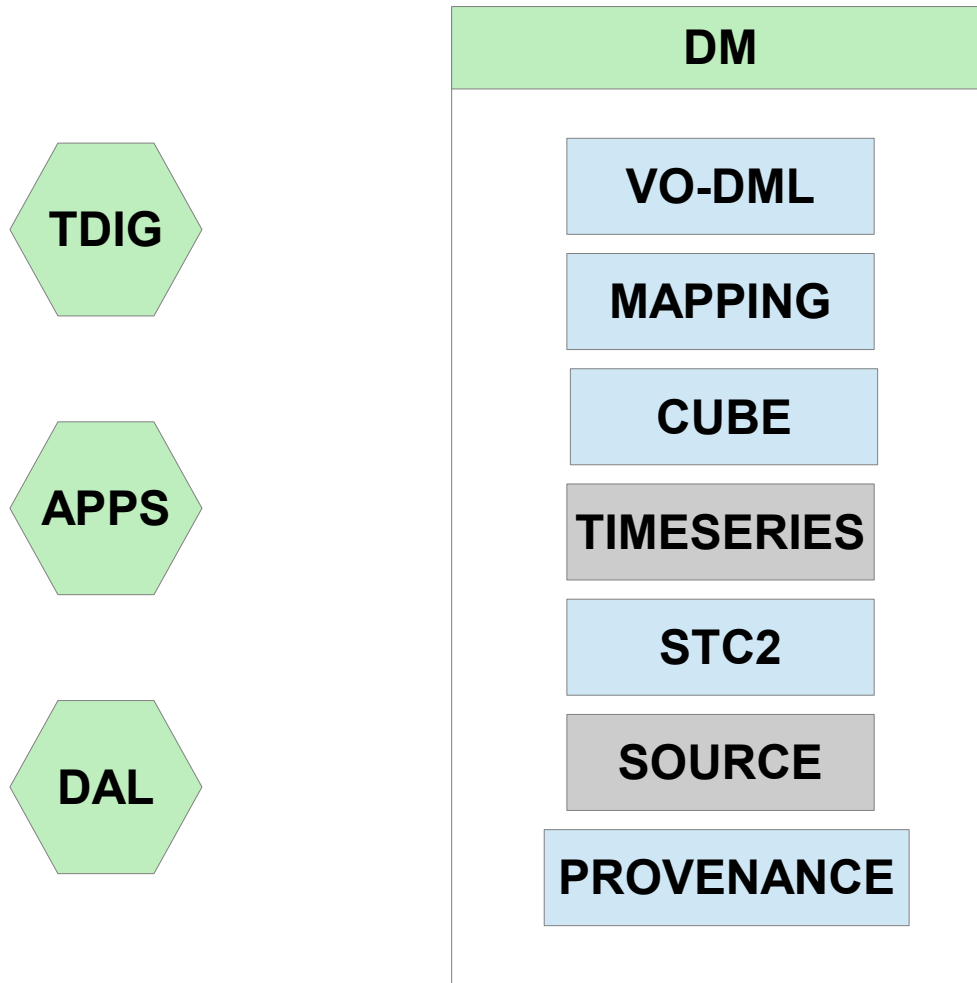 DM
TDIG
APPS
DAL
VO-DML
MAPPING
CUBE
TIMESERIES
STC2
SOURCE
PROVENANCE